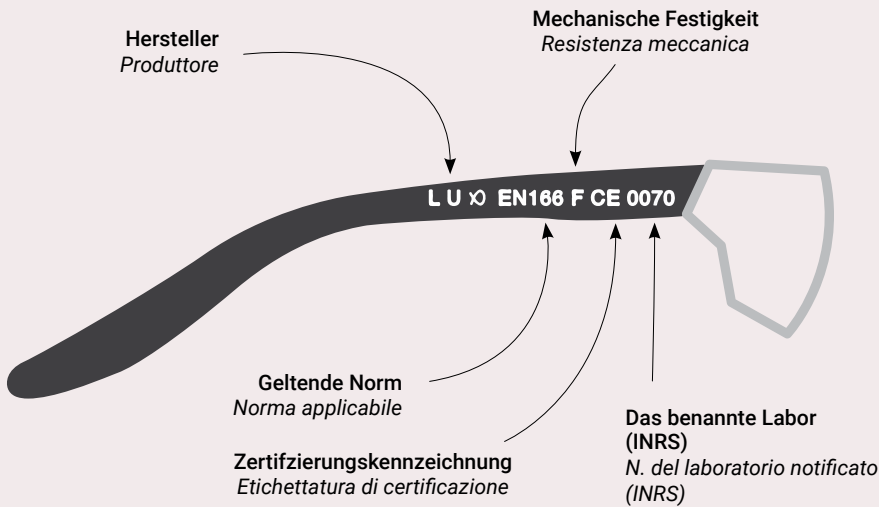 Hersteller
Produttore
Mechanische Festigkeit
Resistenza meccanica
L U X EN166 F CE 0070
Geltende Norm
Norma applicabile
Zertifzierungskennzeichnung
Etichettatura di certificazione
Das benannte Labor
(INRS)
N. del laboratorio notificato
(INRS)